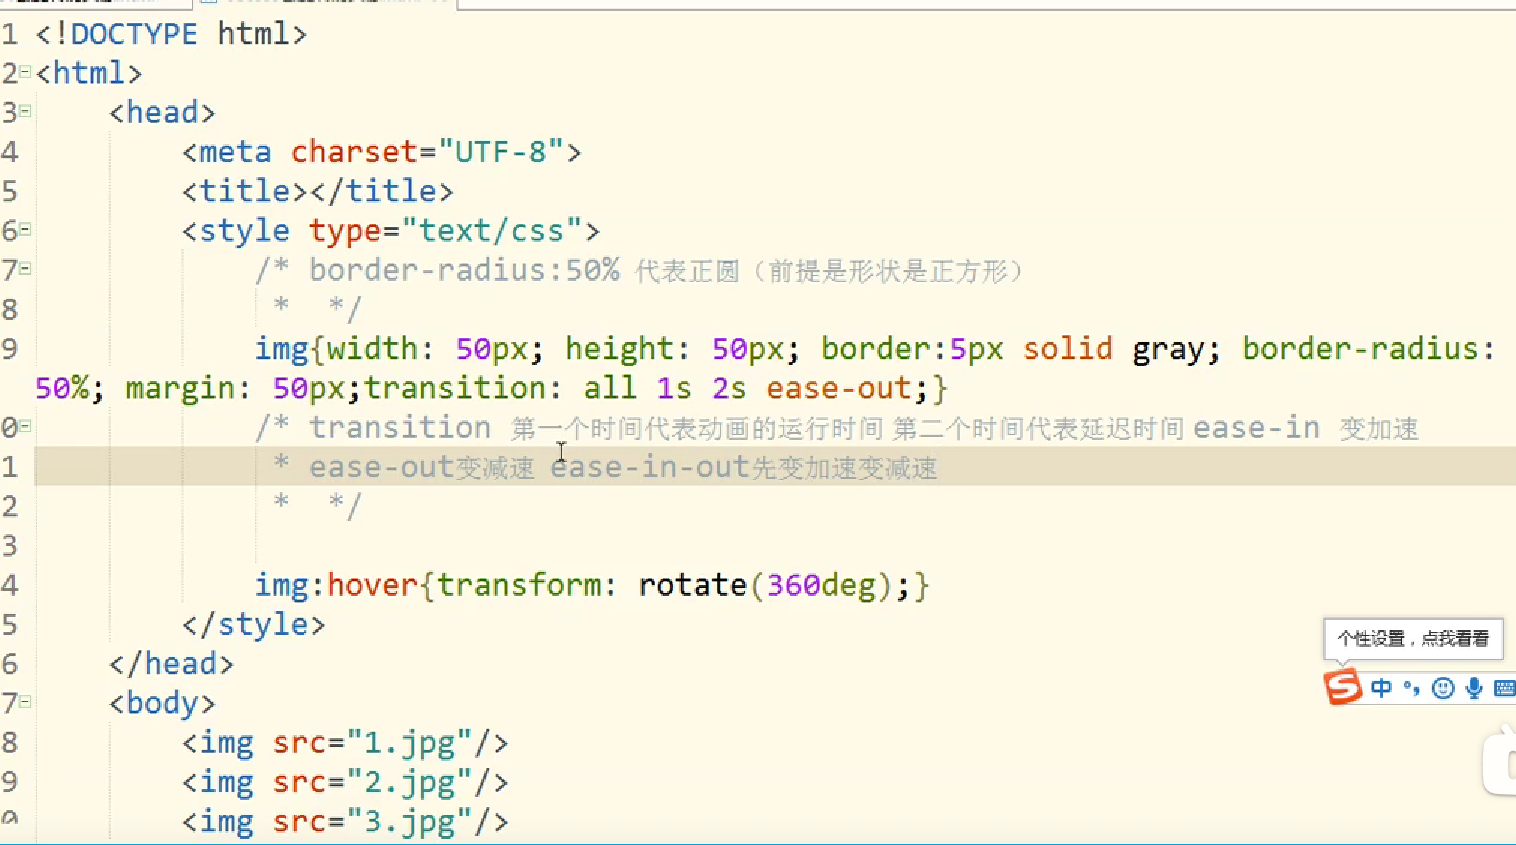 1 <!DOCTYPE html>
2 <html>
3 <head>
4 <meta charset="UTF-8">
5 <title></title>
6 <style type="text/css">
7 /* border-radius:50% 代表正圆（前提是形状是正方形）
8 * */
9 img{width: 50px; height: 50px; border:5px solid gray; border-radius:
50%; margin: 50px;transition: all 1s 2s ease-out;}
0 /* transition 第一个时间代表动画的运行时间 第二个时间代表延迟时间 ease-in 变加速
1 * ease-out变减速 ease-in-out先变加速变减速
2 * */
3
4 img:hover{transform: rotate(360deg);}
5 </style>
6 </head>
7 <body>
8 <img src="1.jpg"/>
9 <img src="2.jpg"/>
0 <img src="3.jpg"/>
个性设置，点我看看
S 中 °,